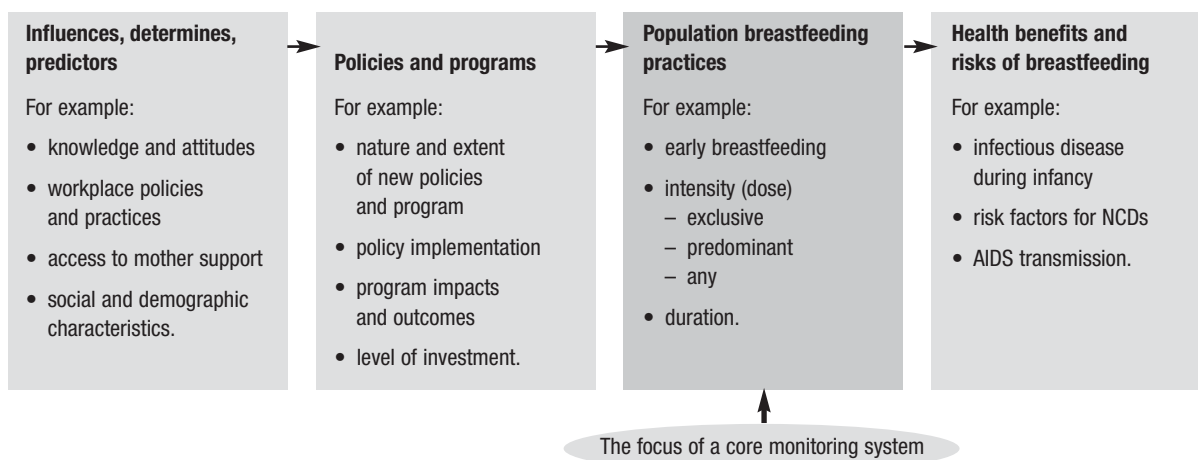 Influences, determines,
predictors
For example:
• knowledge and attitudes
• workplace policies
and practices
• access to mother support
• social and demographic
characteristics.
Policies and programs
For example:
• nature and extent
of new policies
and program
• policy implementation
• program impacts
and outcomes
• level of investment.
Population breastfeeding
practices
For example:
• early breastfeeding
• intensity (dose)
– exclusive
– predominant
– any
• duration.
Health benefits and
risks of breastfeeding
For example:
• infectious disease
during infancy
• risk factors for NCDs
• AIDS transmission.
The focus of a core monitoring system